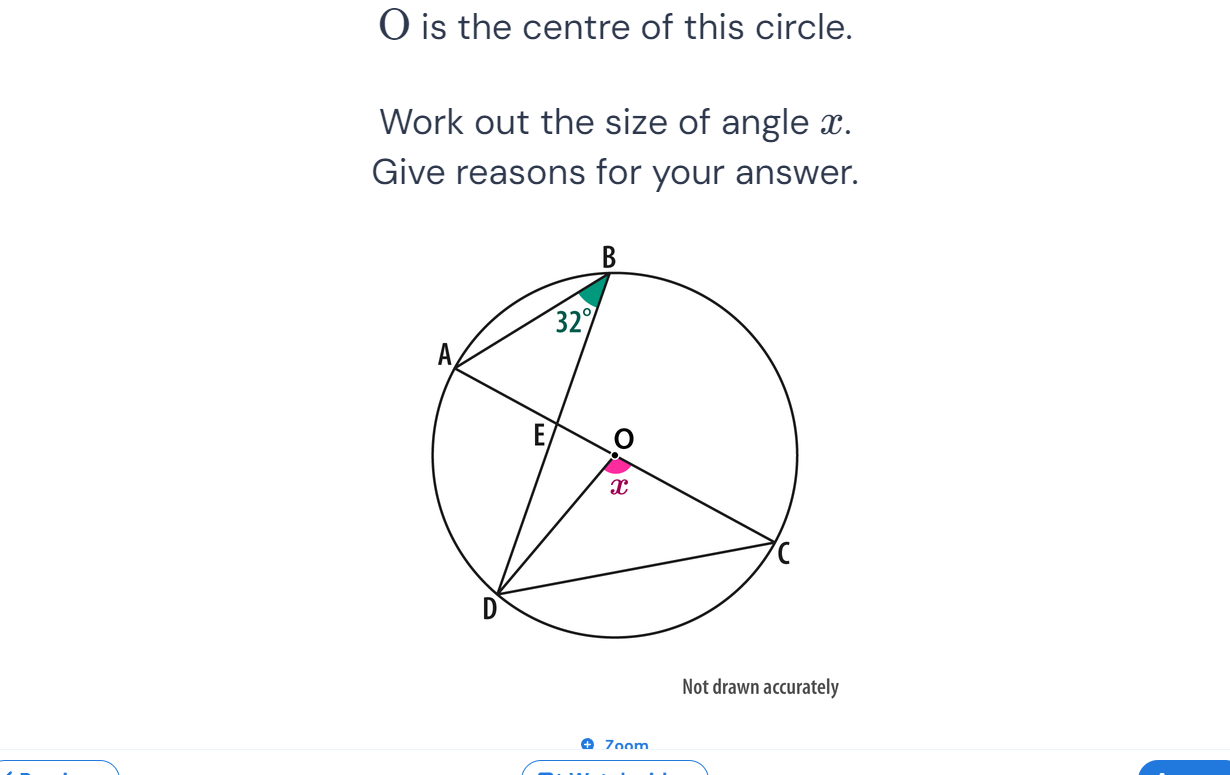 O is the centre of this circle.
Work out the size of angle x.
Give reasons for your answer.
B
32°
A
E
O
x
C
D
Not drawn accurately
Zoom